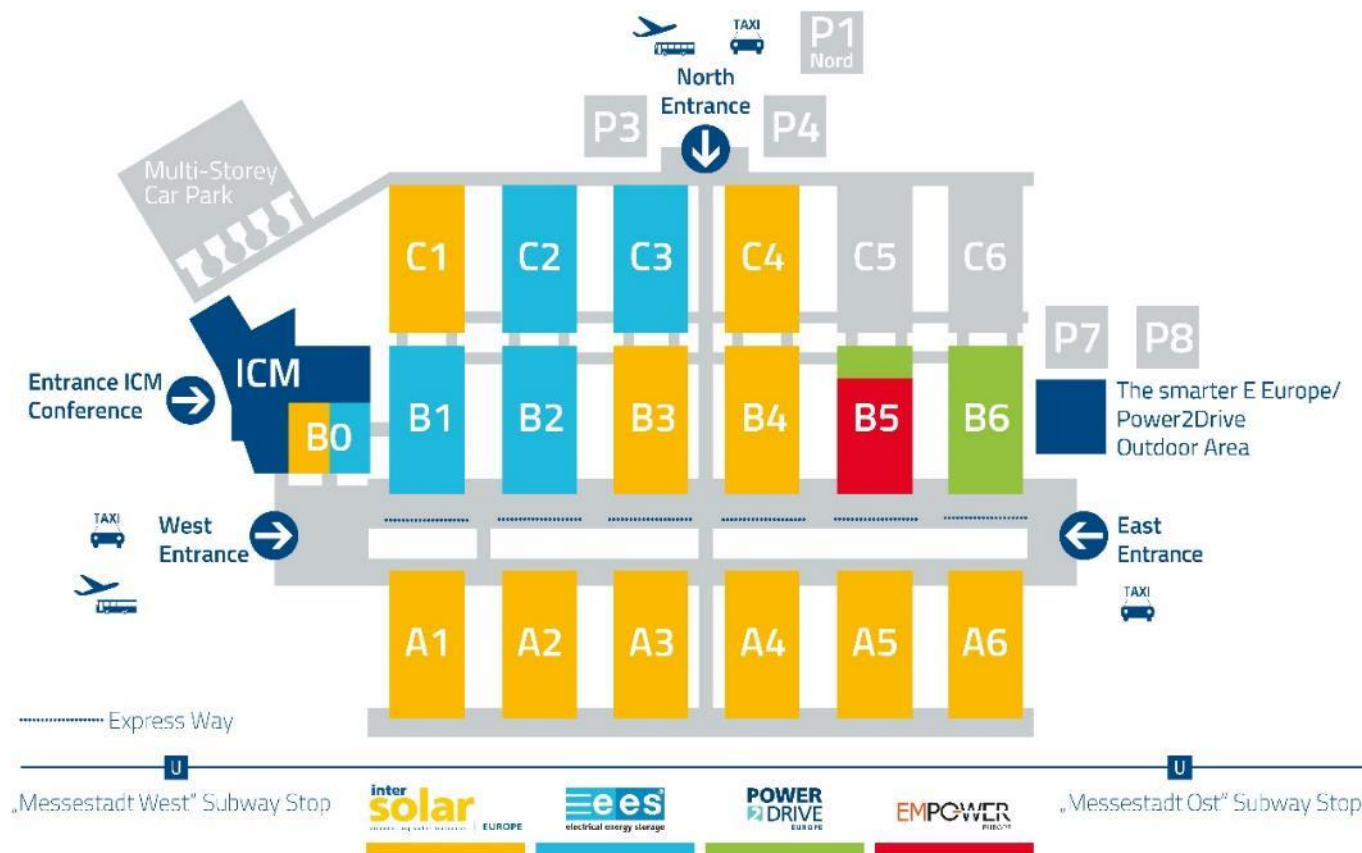 TAXI
P1
Nord
North
Entrance
P3
P4
Multi-Storey
Car Park
C1
C2
C3
C4
C5
C6
P7
P8
ICM
Entrance ICM
Conference
B0
B1
B2
B3
B4
B5
B6
The smarter E Europe/
Power2Drive
Outdoor Area
TAXI
West
Entrance
East
Entrance
TAXI
A1
A2
A3
A4
A5
A6
Express Way
U
U
„Messestadt West” Subway Stop
„Messestadt Ost” Subway Stop
inter
solar
EUROPE
ees
electrical energy storage
POWER
2DRIVE
EUROPE
EMPOWER
EUROPE